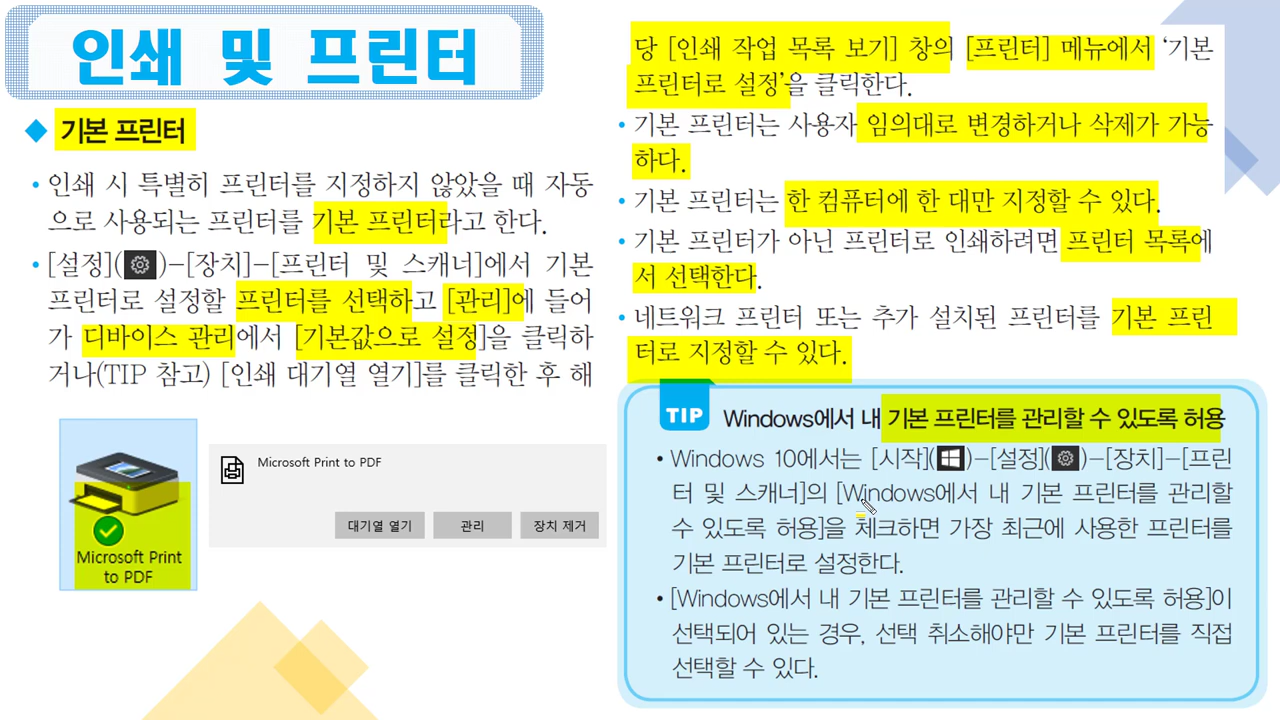 인쇄 및 프린터
기본 프린터
• 인쇄 시 특별히 프린터를 지정하지 않았을 때 자동
으로 사용되는 프린터를 기본 프린터라고 한다.
• [설정]()-[장치]-[프린터 및 스캐너]에서 기본
프린터로 설정할 프린터를 선택하고 [관리]에 들어
가 디바이스 관리에서 [기본값으로 설정]을 클릭하
거나(TIP 참고) [인쇄 대기열 열기]를 클릭한 후 해
Microsoft Print
to PDF
Microsoft Print to PDF
대기열 열기 관리 장치 제거
당 [인쇄 작업 목록 보기] 창의 [프린터] 메뉴에서 ‘기본
프린터로 설정’을 클릭한다.
• 기본 프린터는 사용자 임의대로 변경하거나 삭제가 가능
하다.
• 기본 프린터는 한 컴퓨터에 한 대만 지정할 수 있다.
• 기본 프린터가 아닌 프린터로 인쇄하려면 프린터 목록에
서 선택한다.
• 네트워크 프린터 또는 추가 설치된 프린터를 기본 프린
터로 지정할 수 있다.
TIP Windows에서 내 기본 프린터를 관리할 수 있도록 허용
• Windows 10에서는 [시작]()-[설정]()-[장치]-[프린
터 및 스캐너]의 [Windows에서 내 기본 프린터를 관리할
수 있도록 허용]을 체크하면 가장 최근에 사용한 프린터를
기본 프린터로 설정한다.
• [Windows에서 내 기본 프린터를 관리할 수 있도록 허용]이
선택되어 있는 경우, 선택 취소해야만 기본 프린터를 직접
선택할 수 있다.